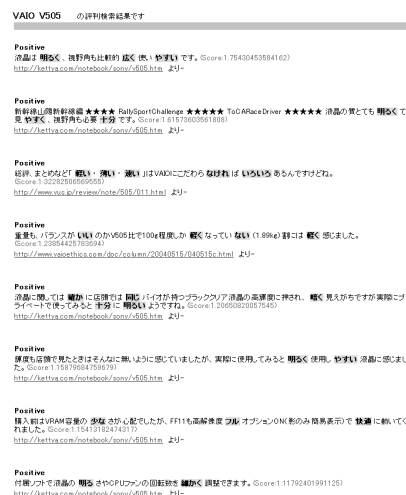 VAIO V505 の評判検索結果です
Positive
液晶は 明るく 、視野角も比較的 広く 使い やすい です。(Score:1.75430453584162)
http://kettya.com/notebook/sony/v505.htm より-
Positive
新幹線山陽新幹線編 ★★★★ RallySportChallenge ★★★★★ ToCARaceDriver ★★★★★ 液晶の質とても 明るく て
見 やすく 、視野角も必要 十分 です。(Score:1.61573603561808)
http://kettya.com/notebook/sony/v505.htm より-
Positive
総評、まとめなど「 軽い ・ 薄い ・ 速い 」はVAIOにこだわら なければ いろいろ あるんですけどね。
(Score:1.32282506569555)
http://www.yus.jp/review/note/505/011.html より-
Positive
重量も、バランスが いい のかV505比で100g程度しか 軽く なってい ない (1.89kg)割には 軽く 感じました。
(Score:1.23854425783694)
http://www.vaioethics.com/doc/column/20040515/040515c.html より-
Positive
液晶に関しては 確か に店頭では 同じ バイオが持つブラッククリア液晶の高輝度に押され、 暗く 見えがちですが実際にプ
ライベートで使ってみると 十分 に 明るい ようですね。(Score:1.20650820057545)
http://kettya.com/notebook/sony/v505.htm より-
Positive
輝度も店頭で見たときはそんなに無いように感じていましたが、実際に使用してみると 明るく 使用し やすい 液晶に感じまし
た。(Score:1.15879684759679)
http://kettya.com/notebook/sony/v505.htm より-
Positive
購入前はVRAM容量の 少な さが心配でしたが、FF11も高解像度 フル オプションON(影のみ簡易表示)で 快適 に動いてく
れました。(Score:1.15413182474317)
http://kettya.com/notebook/sony/v505.htm より-
Positive
付属ソフトで液晶の 明る さやCPUファンの回転数を 細かく 調整できます。(Score:1.11792401991125)
http://kettya.com/notebook/sony/v505.htm より-